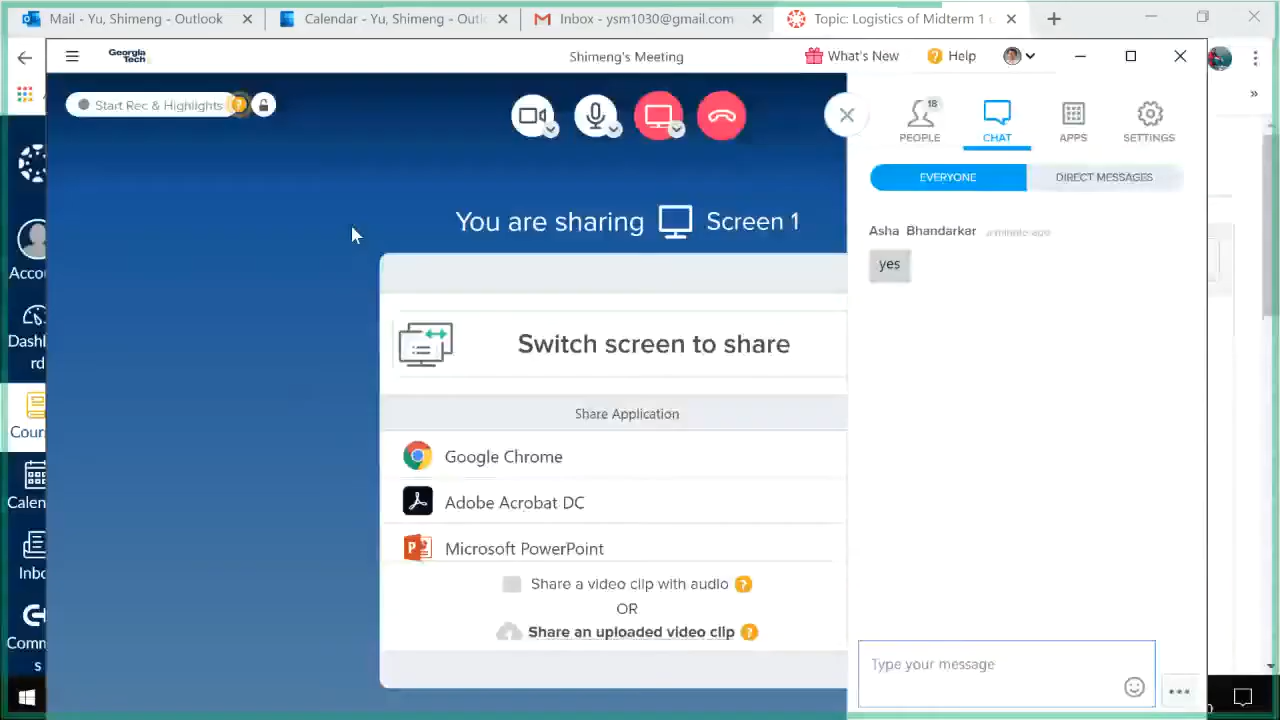 Mail - Yu, Shimeng - Outlook
Calendar - Yu, Shimeng - Outl
Inbox - ysm1030@gmail.com
Topic: Logistics of Midterm 1
Georgia Tech
Shimeng's Meeting
What's New
Help
Start Rec & Highlights
18
PEOPLE
CHAT
APPS
SETTINGS
EVERYONE
DIRECT MESSAGES
You are sharing Screen 1
Asha Bhandarkar a minute ago
yes
Accou
Dashb
rd
Cours
Calen
Inbo
Comm
s
Switch screen to share
Share Application
Google Chrome
Adobe Acrobat DC
Microsoft PowerPoint
Share a video clip with audio
OR
Share an uploaded video clip
Type your message